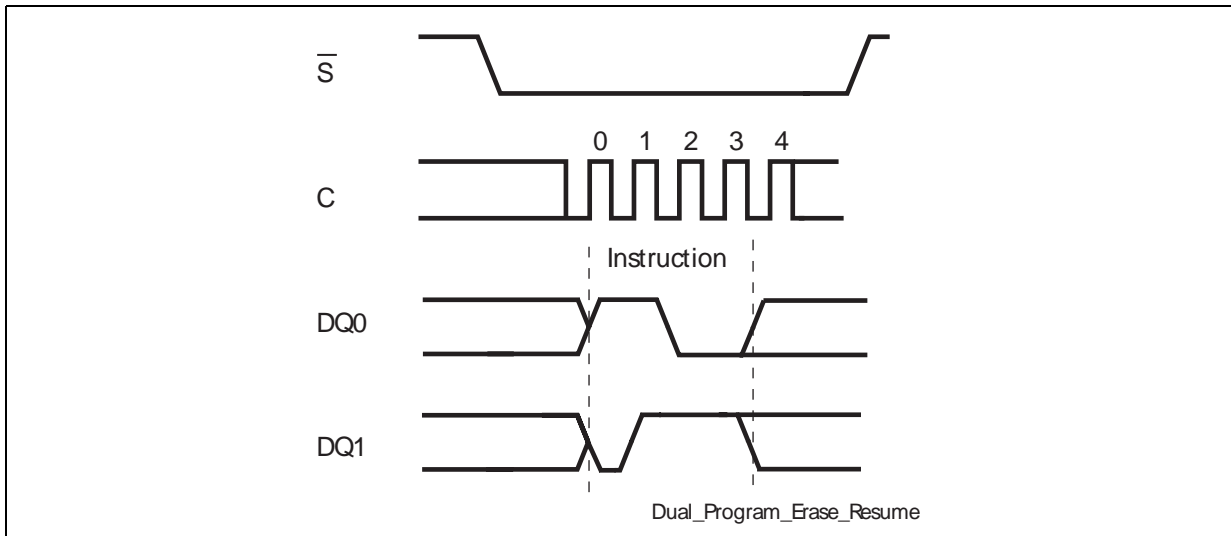 S̅
0 1 2 3 4
C
Instruction
DQ0
DQ1
Dual_Program_Erase_Resume